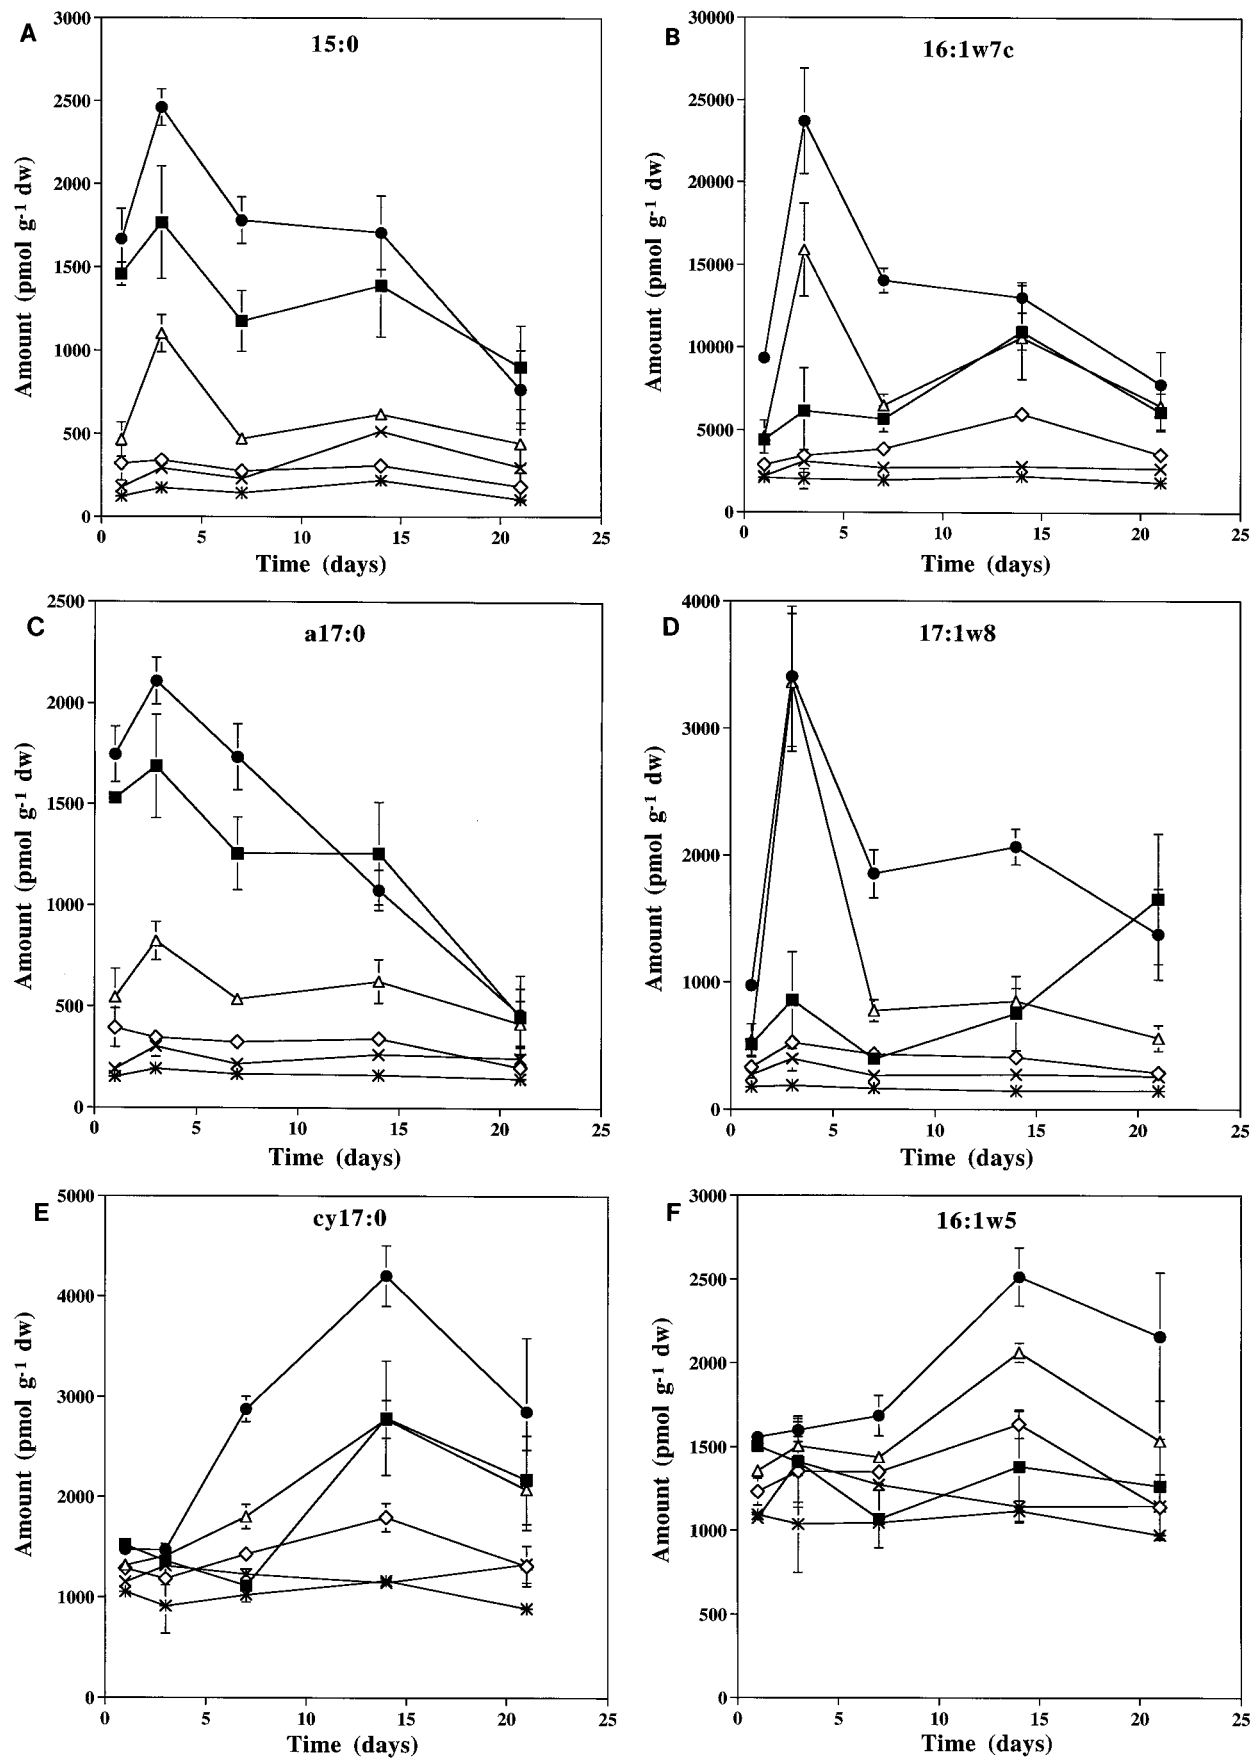 A
15:0
3000
2500
2000
1500
1000
500
0
0 5 10 15 20 25
Time (days)
Amount (pmol g-1 dw)
B
16:1w7c
30000
25000
20000
15000
10000
5000
0
0 5 10 15 20 25
Time (days)
Amount (pmol g-1 dw)
C
a17:0
2500
2000
1500
1000
500
0
0 5 10 15 20 25
Time (days)
Amount (pmol g-1 dw)
D
17:1w8
4000
3000
2000
1000
0
0 5 10 15 20 25
Time (days)
Amount (pmol g-1 dw)
E
cy17:0
5000
4000
3000
2000
1000
0
0 5 10 15 20 25
Time (days)
Amount (pmol g-1 dw)
F
16:1w5
3000
2500
2000
1500
1000
500
0
0 5 10 15 20 25
Time (days)
Amount (pmol g-1 dw)